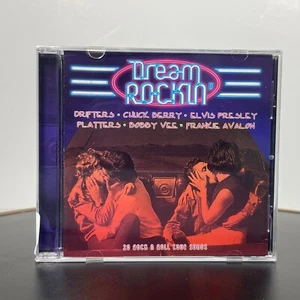 Dream
ROCKIN'
DRIFTERS • CHUCK BERRY • ELVIS PRESLEY
PLATTERS • BOBBY VEE • FRANKIE AVALON
20 ROCK & ROLL LOVE SONGS